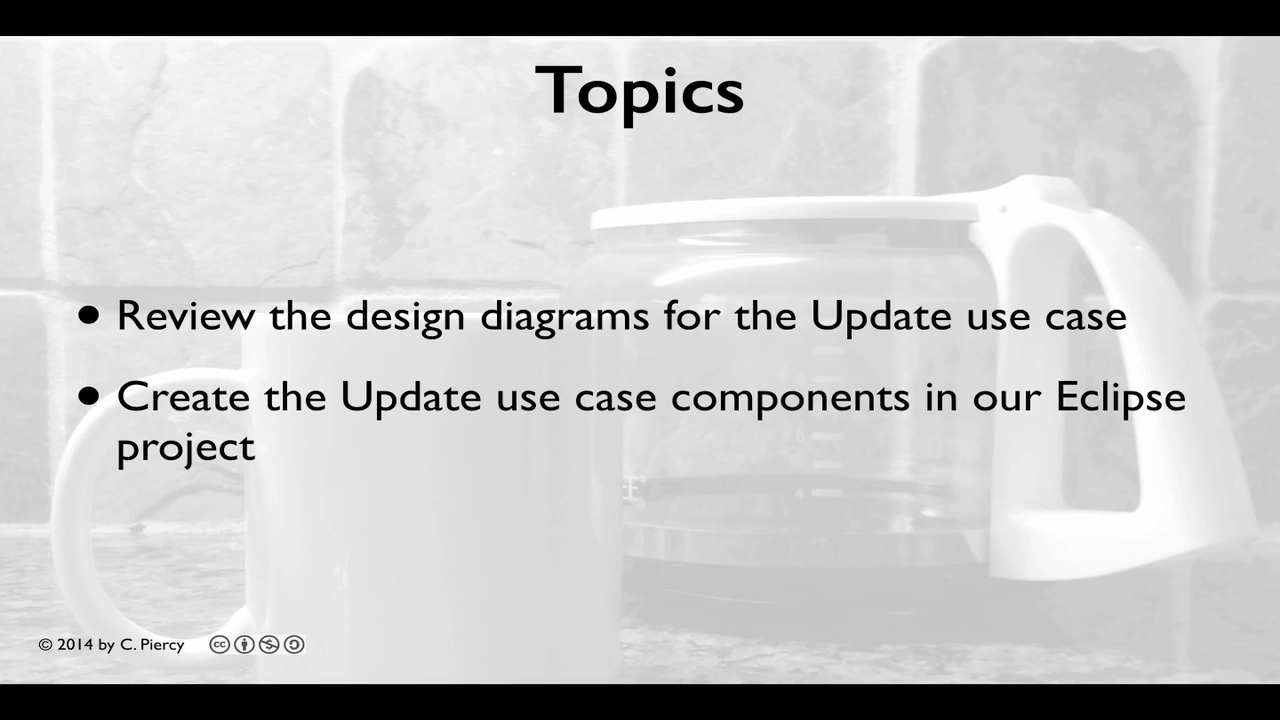 Topics
• Review the design diagrams for the Update use case
• Create the Update use case components in our Eclipse
project
© 2014 by C. Piercy